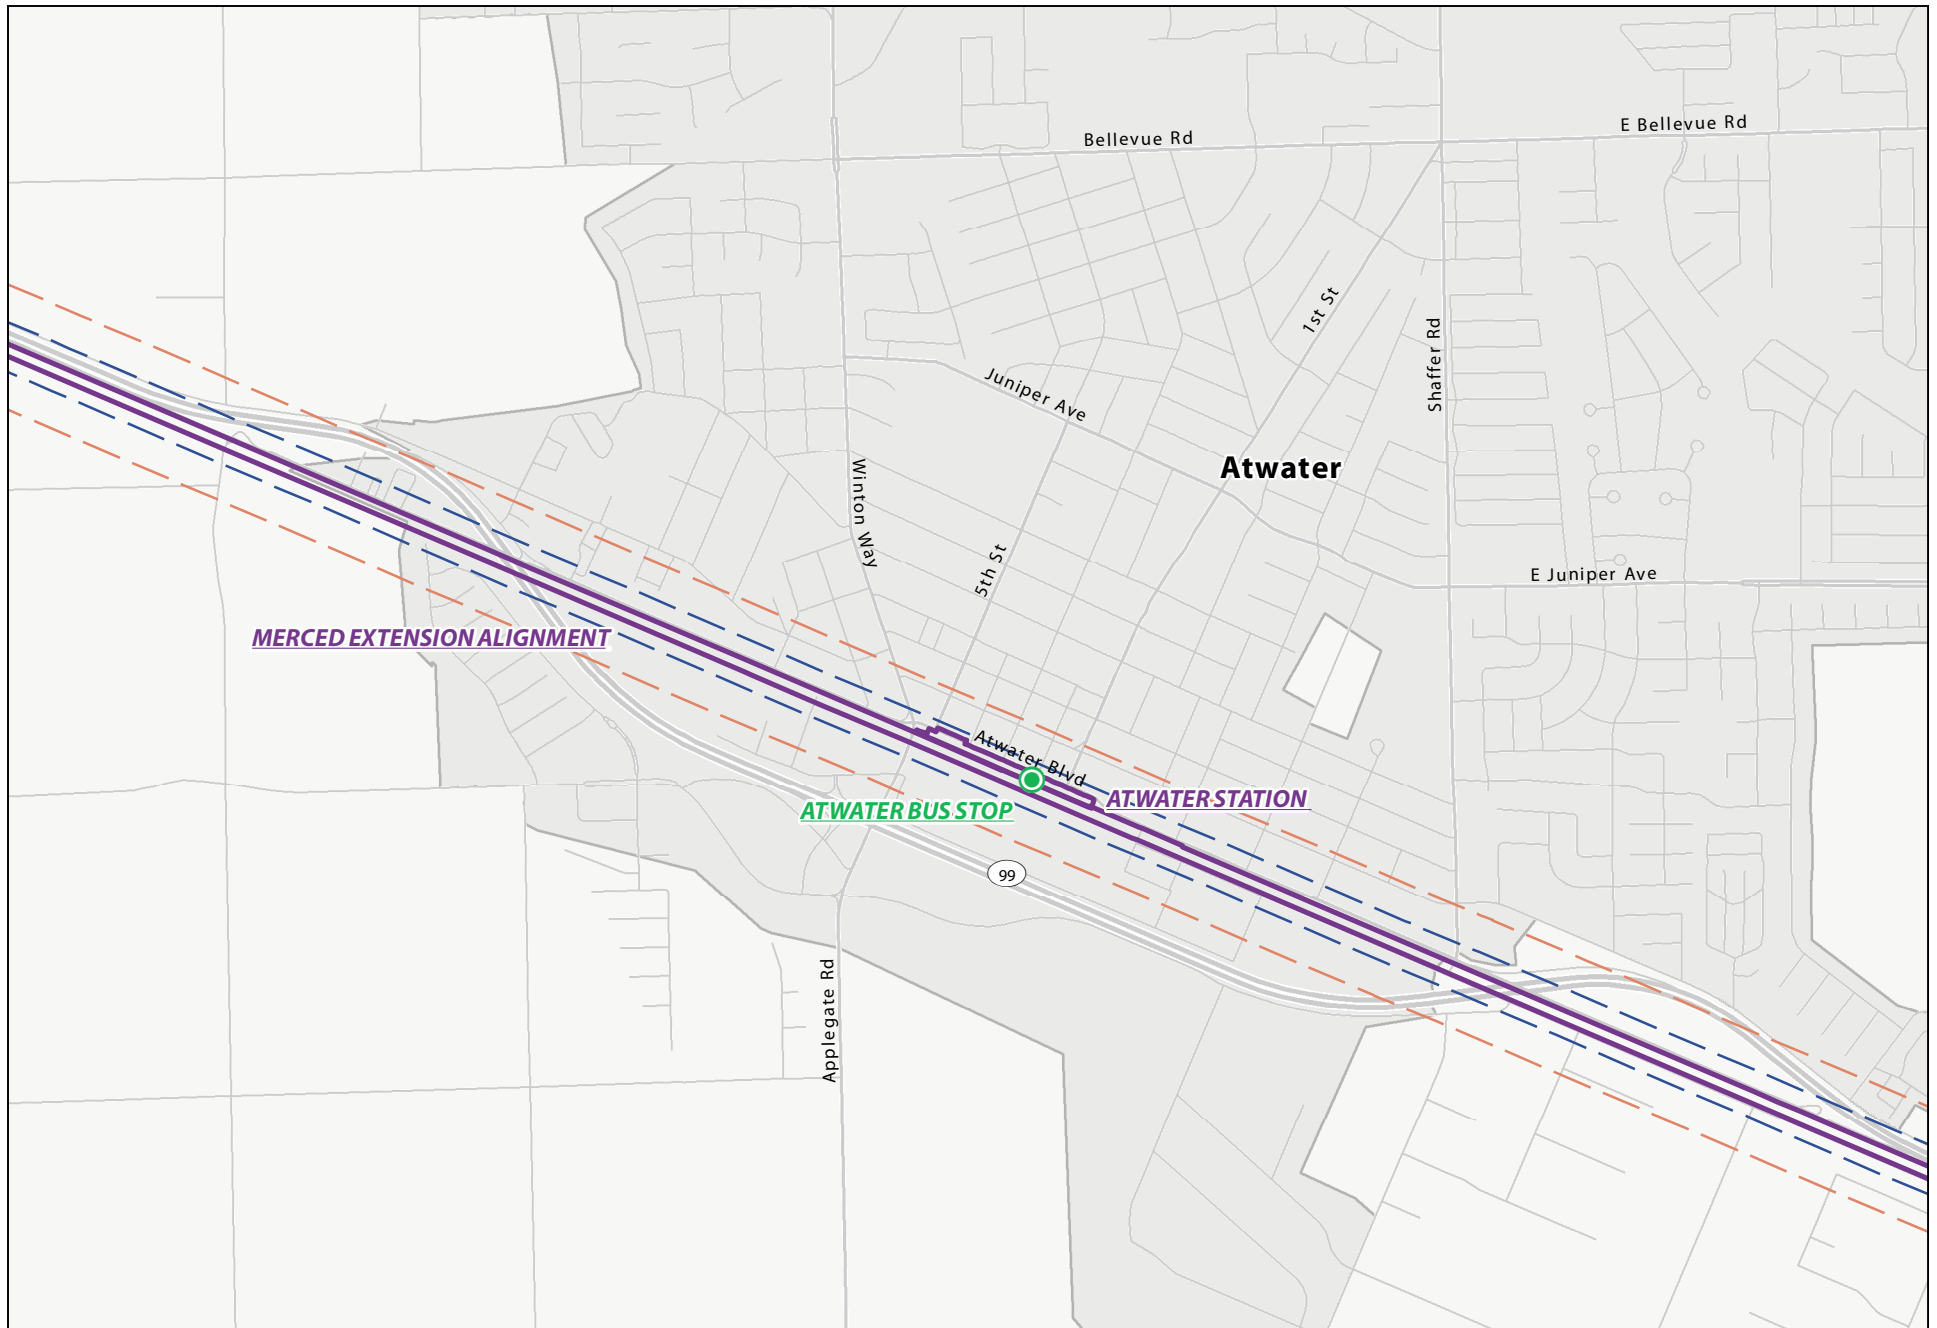 E Bellevue Rd
Bellevue Rd
1st St
Shaffer Rd
Juniper Ave
Atwater
Winton Way
5th St
E Juniper Ave
MERCED EXTENSION ALIGNMENT
Atwater Blvd
ATWATER STATION
ATWATER BUS STOP
99
Applegate Rd